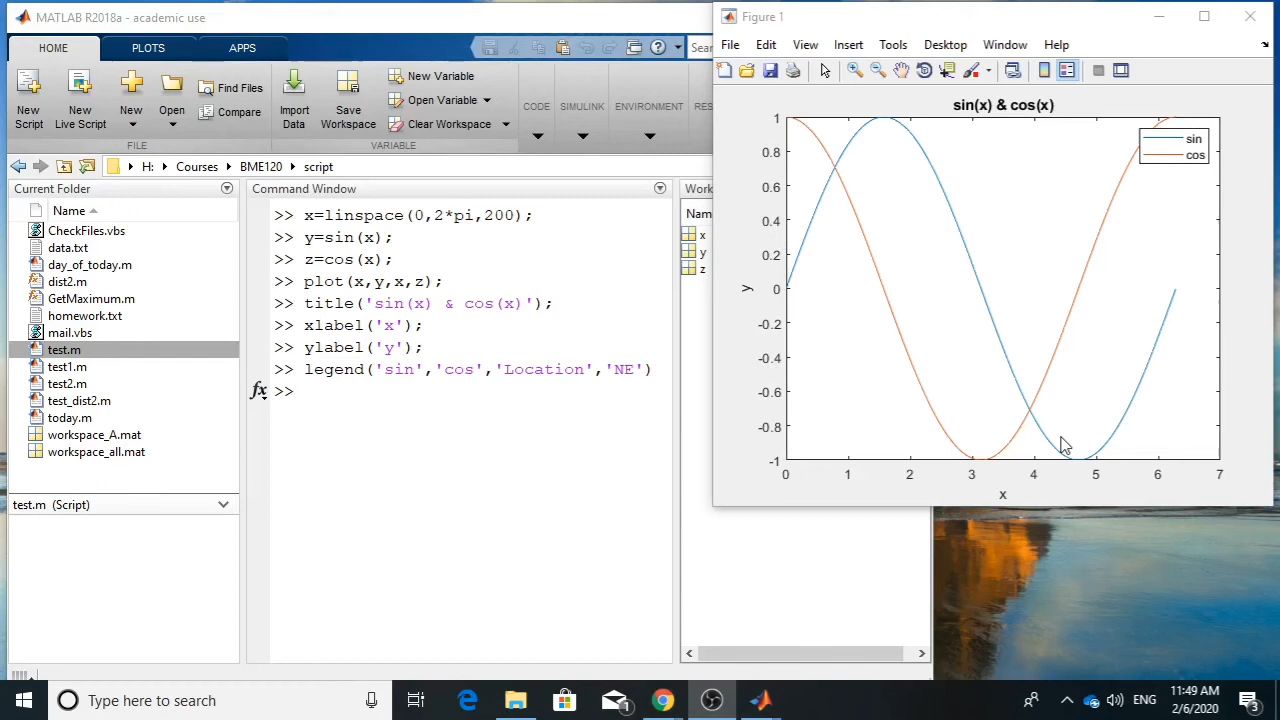 MATLAB R2018a - academic use
HOME PLOTS APPS
Sear
New Script
New Live Script
New
Open
Find Files
Compare
Import Data
Save Workspace
New Variable
Open Variable
Clear Workspace
CODE
SIMULINK
ENVIRONMENT
RES
FILE
VARIABLE
H: Courses BME120 script
Current Folder
Name
CheckFiles.vbs
data.txt
day_of_today.m
dist2.m
GetMaximum.m
homework.txt
mail.vbs
test.m
test1.m
test2.m
test_dist2.m
today.m
workspace_A.mat
workspace_all.mat
test.m (Script)
Command Window
>> x=linspace(0,2*pi,200);
>> y=sin(x);
>> z=cos(x);
>> plot(x,y,x,z);
>> title('sin(x) & cos(x)');
>> xlabel('x');
>> ylabel('y');
>> legend('sin','cos','Location','NE')
fx >>
Works
Nam
x
y
z
Figure 1
File Edit View Insert Tools Desktop Window Help
sin(x) & cos(x)
1
0.8
0.6
0.4
0.2
0
-0.2
-0.4
-0.6
-0.8
-1
y
sin
cos
0 1 2 3 4 5 6 7
x
Type here to search
1
ENG
11:49 AM
2/6/2020
3